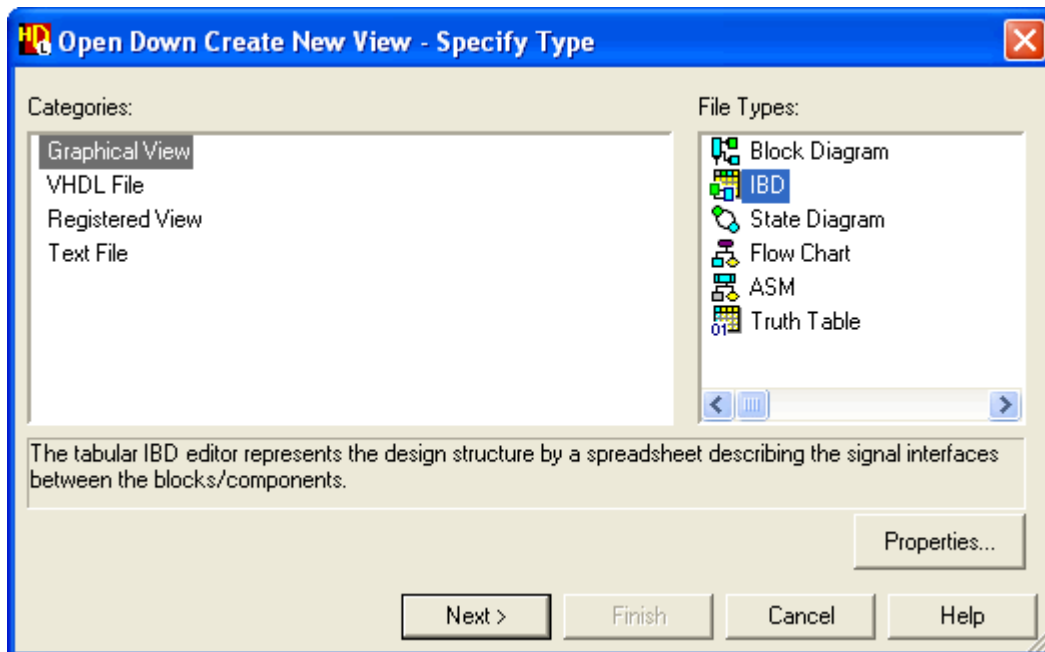 Open Down Create New View - Specify Type
Categories:
Graphical View
VHDL File
Registered View
Text File
File Types:
Block Diagram
IBD
State Diagram
Flow Chart
ASM
01 Truth Table
The tabular IBD editor represents the design structure by a spreadsheet describing the signal interfaces
between the blocks/components.
Properties...
Next >
Finish
Cancel
Help